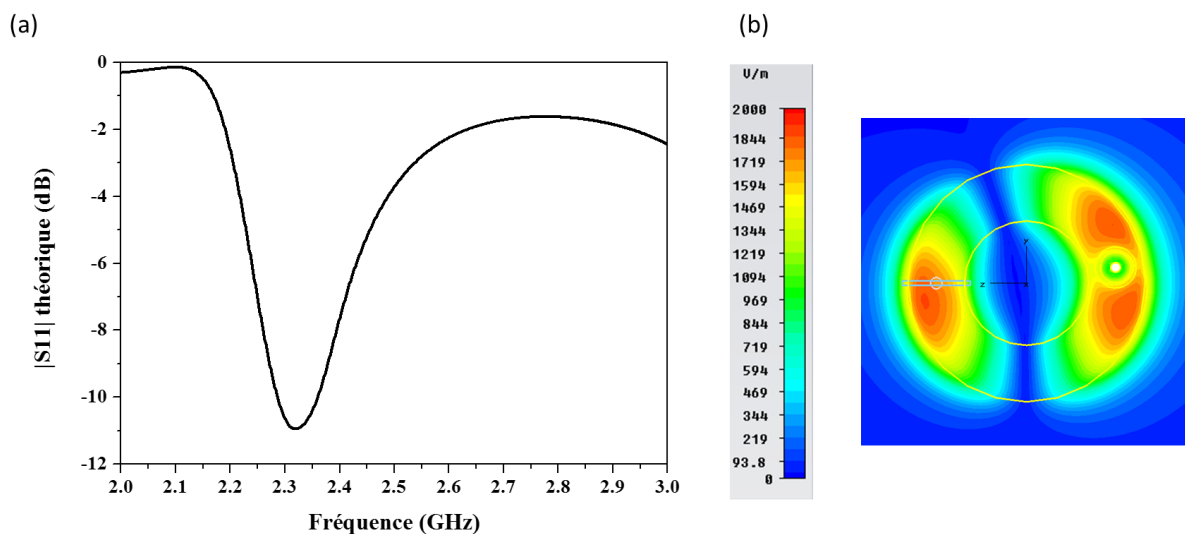 (a)
(b)
|S11| théorique (dB)
0
-2
-4
-6
-8
-10
-12
2.0 2.1 2.2 2.3 2.4 2.5 2.6 2.7 2.8 2.9 3.0
Fréquence (GHz)
V/m
2000
1844
1719
1594
1469
1344
1219
1094
969
844
719
594
469
344
219
93.8
0
y
z
x